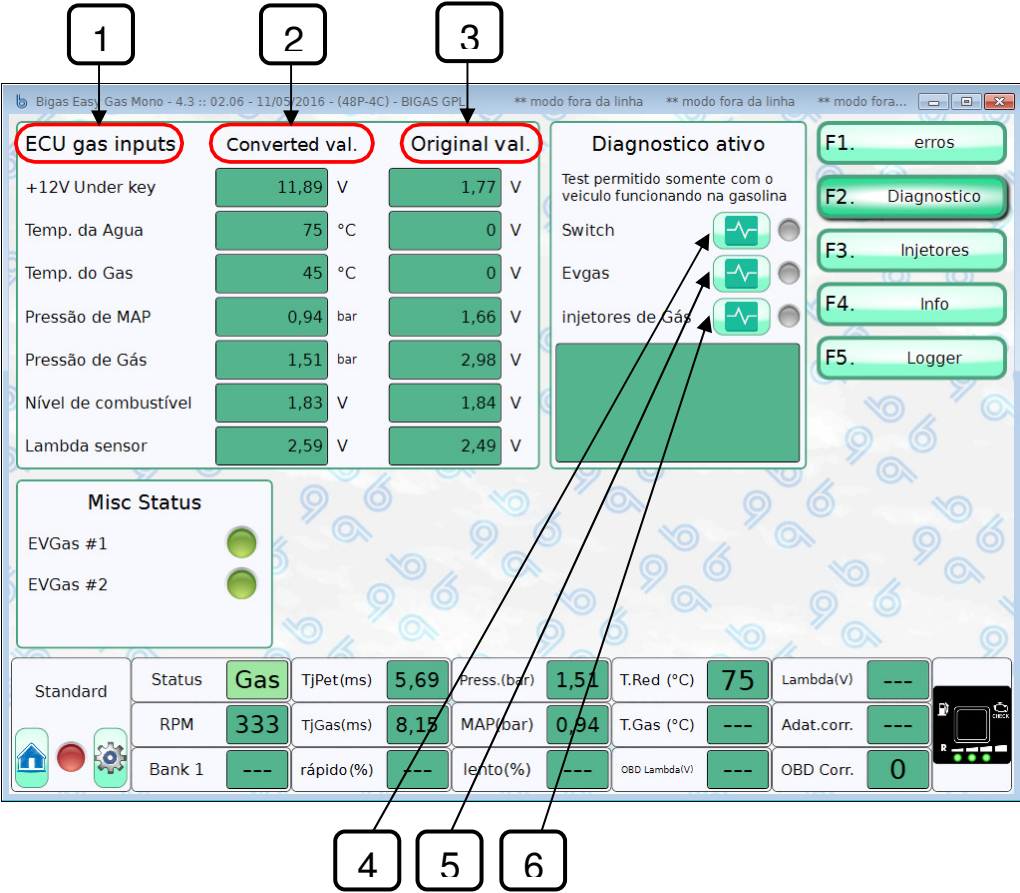 1
2
3
Bigas Easy Gas Mono - 4.3 :: 02.06 - 11/05/2016 - (48P-4C) - BIGAS GPL ** modo fora da linha ** modo fora da linha ** modo fora...
ECU gas inputs Converted val. Original val.
+12V Under key 11,89 V 1,77 V
Temp. da Agua 75 °C 0 V
Temp. do Gas 45 °C 0 V
Pressão de MAP 0,94 bar 1,66 V
Pressão de Gás 1,51 bar 2,98 V
Nível de combustível 1,83 V 1,84 V
Lambda sensor 2,59 V 2,49 V
Diagnostico ativo
Test permitido somente com o
veiculo funcionando na gasolina
Switch
Evgas
injetores de Gás
F1. erros
F2. Diagnostico
F3. Injetores
F4. Info
F5. Logger
Misc Status
EVGas #1
EVGas #2
Standard
Status Gas TjPet(ms) 5,69 Press.(bar) 1,51 T.Red (°C) 75 Lambda(V) ---
RPM 333 TjGas(ms) 8,15 MAP(bar) 0,94 T.Gas (°C) --- Adat.corr. ---
Bank 1 --- rápido(%) --- lento(%) --- OBD Lambda(V) --- OBD Corr. 0
CHECK
R
4
5
6